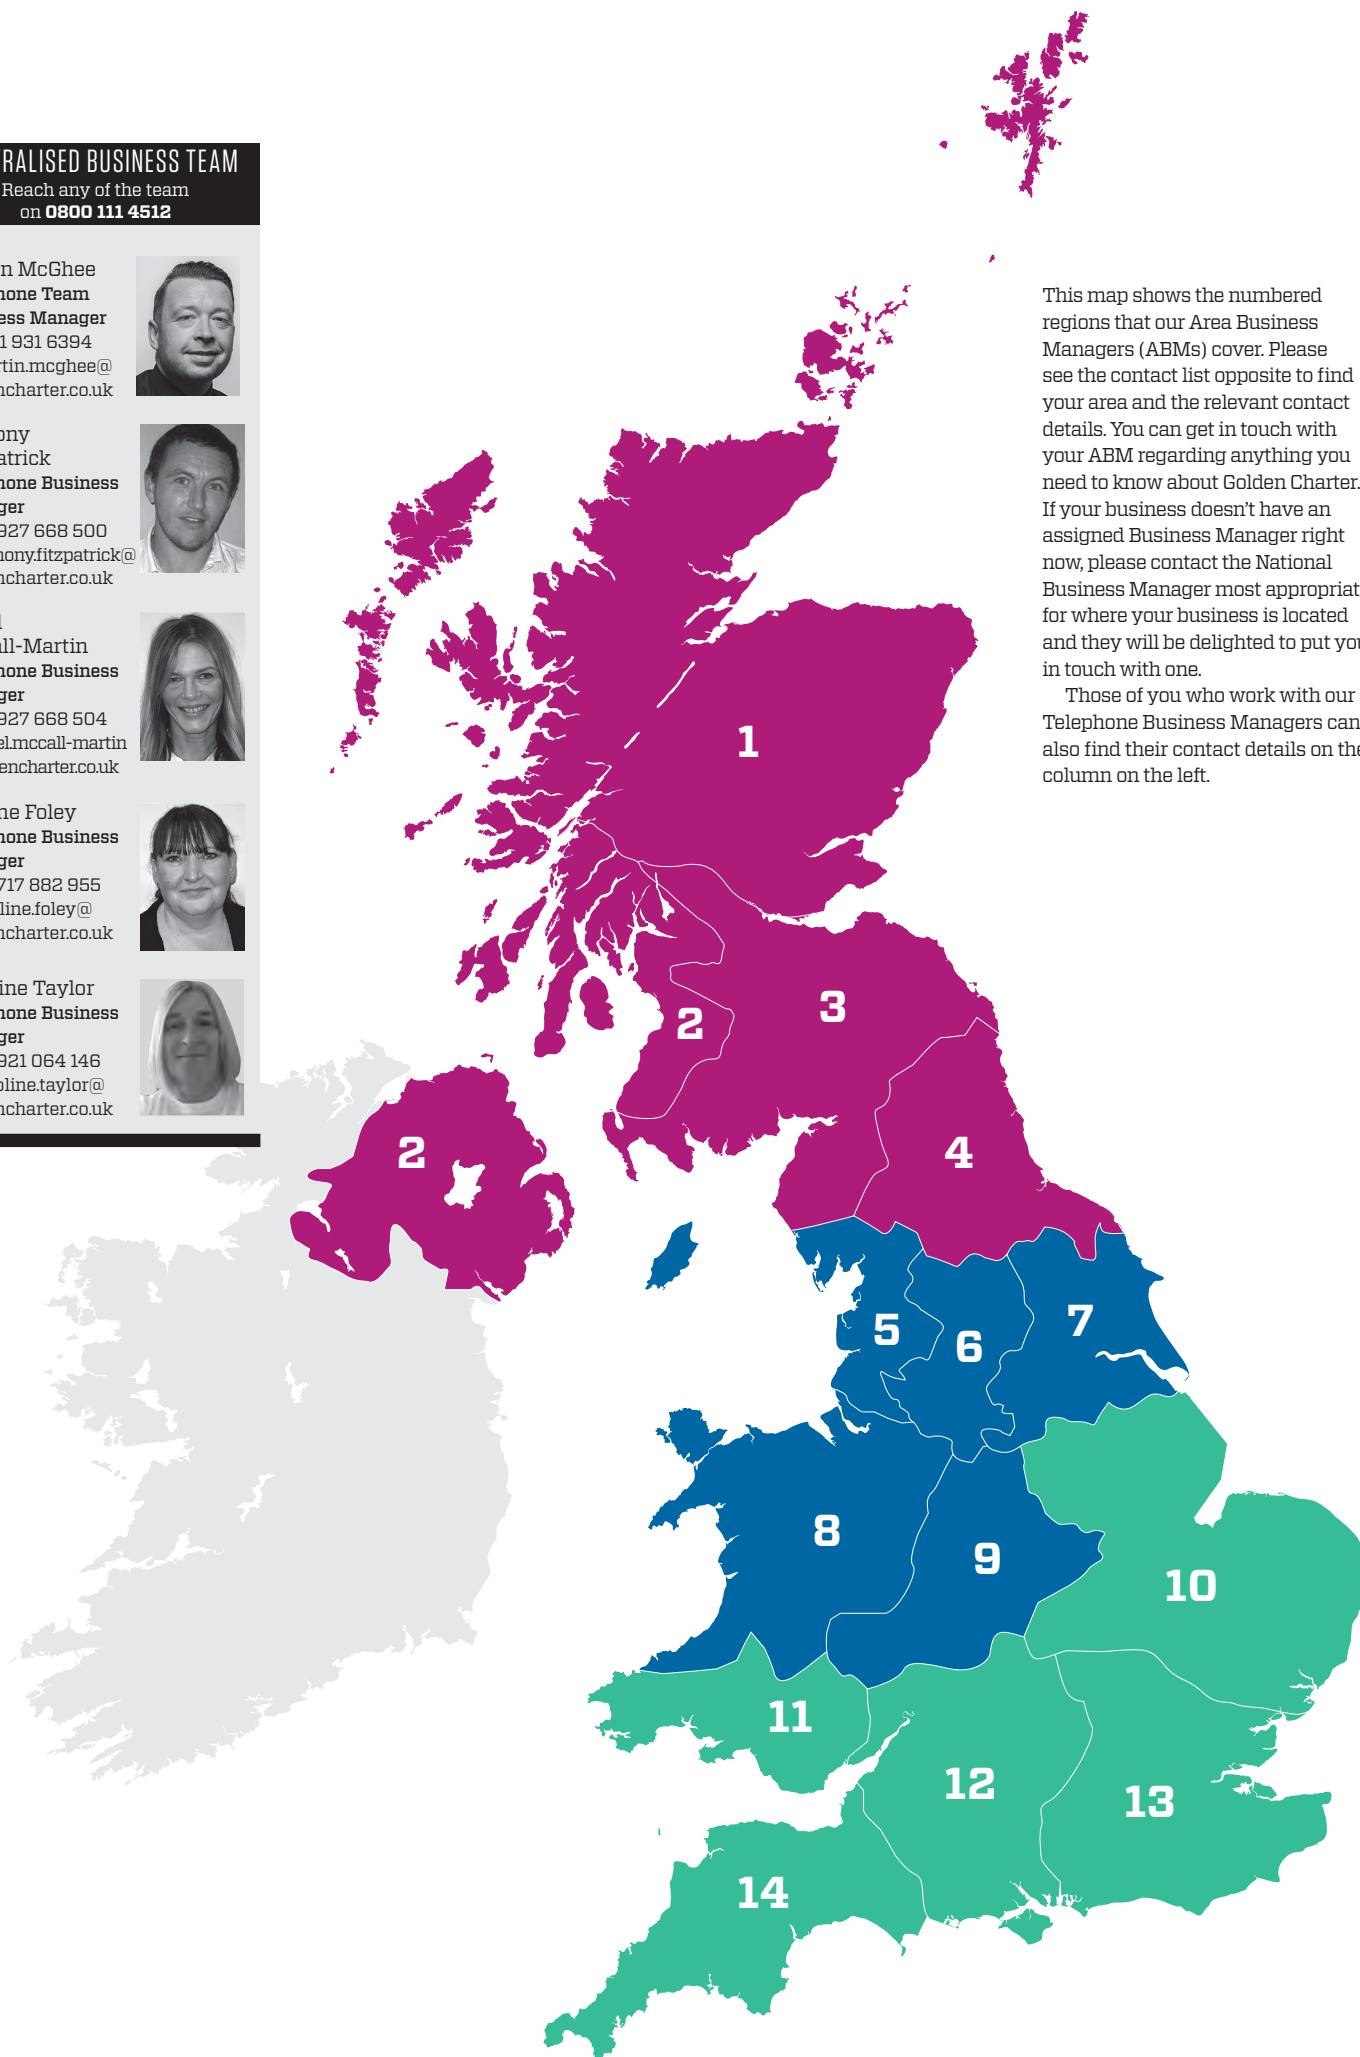 RALISED BUSINESS TEAM
Reach any of the team
on 0800 111 4512
n McGhee
hone Team
ess Manager
1 931 6394
rtin.mcghee@
ncharter.co.uk
ony
atrick
hone Business
ger
927 668 500
hony.fitzpatrick@
ncharter.co.uk
l
all-Martin
hone Business
ger
927 668 504
el.mccall-martin
encharter.co.uk
ne Foley
hone Business
ger
717 882 955
line.foley@
ncharter.co.uk
ine Taylor
hone Business
ger
921 064 146
oline.taylor@
ncharter.co.uk
This map shows the numbered
regions that our Area Business
Managers (ABMs) cover. Please
see the contact list opposite to find
your area and the relevant contact
details. You can get in touch with
your ABM regarding anything you
need to know about Golden Charter.
If your business doesn't have an
assigned Business Manager right
now, please contact the National
Business Manager most appropriat
for where your business is located
and they will be delighted to put you
in touch with one.
Those of you who work with our
Telephone Business Managers can
also find their contact details on the
column on the left.
1
2
3
2
4
5
6
7
8
9
10
11
12
13
14